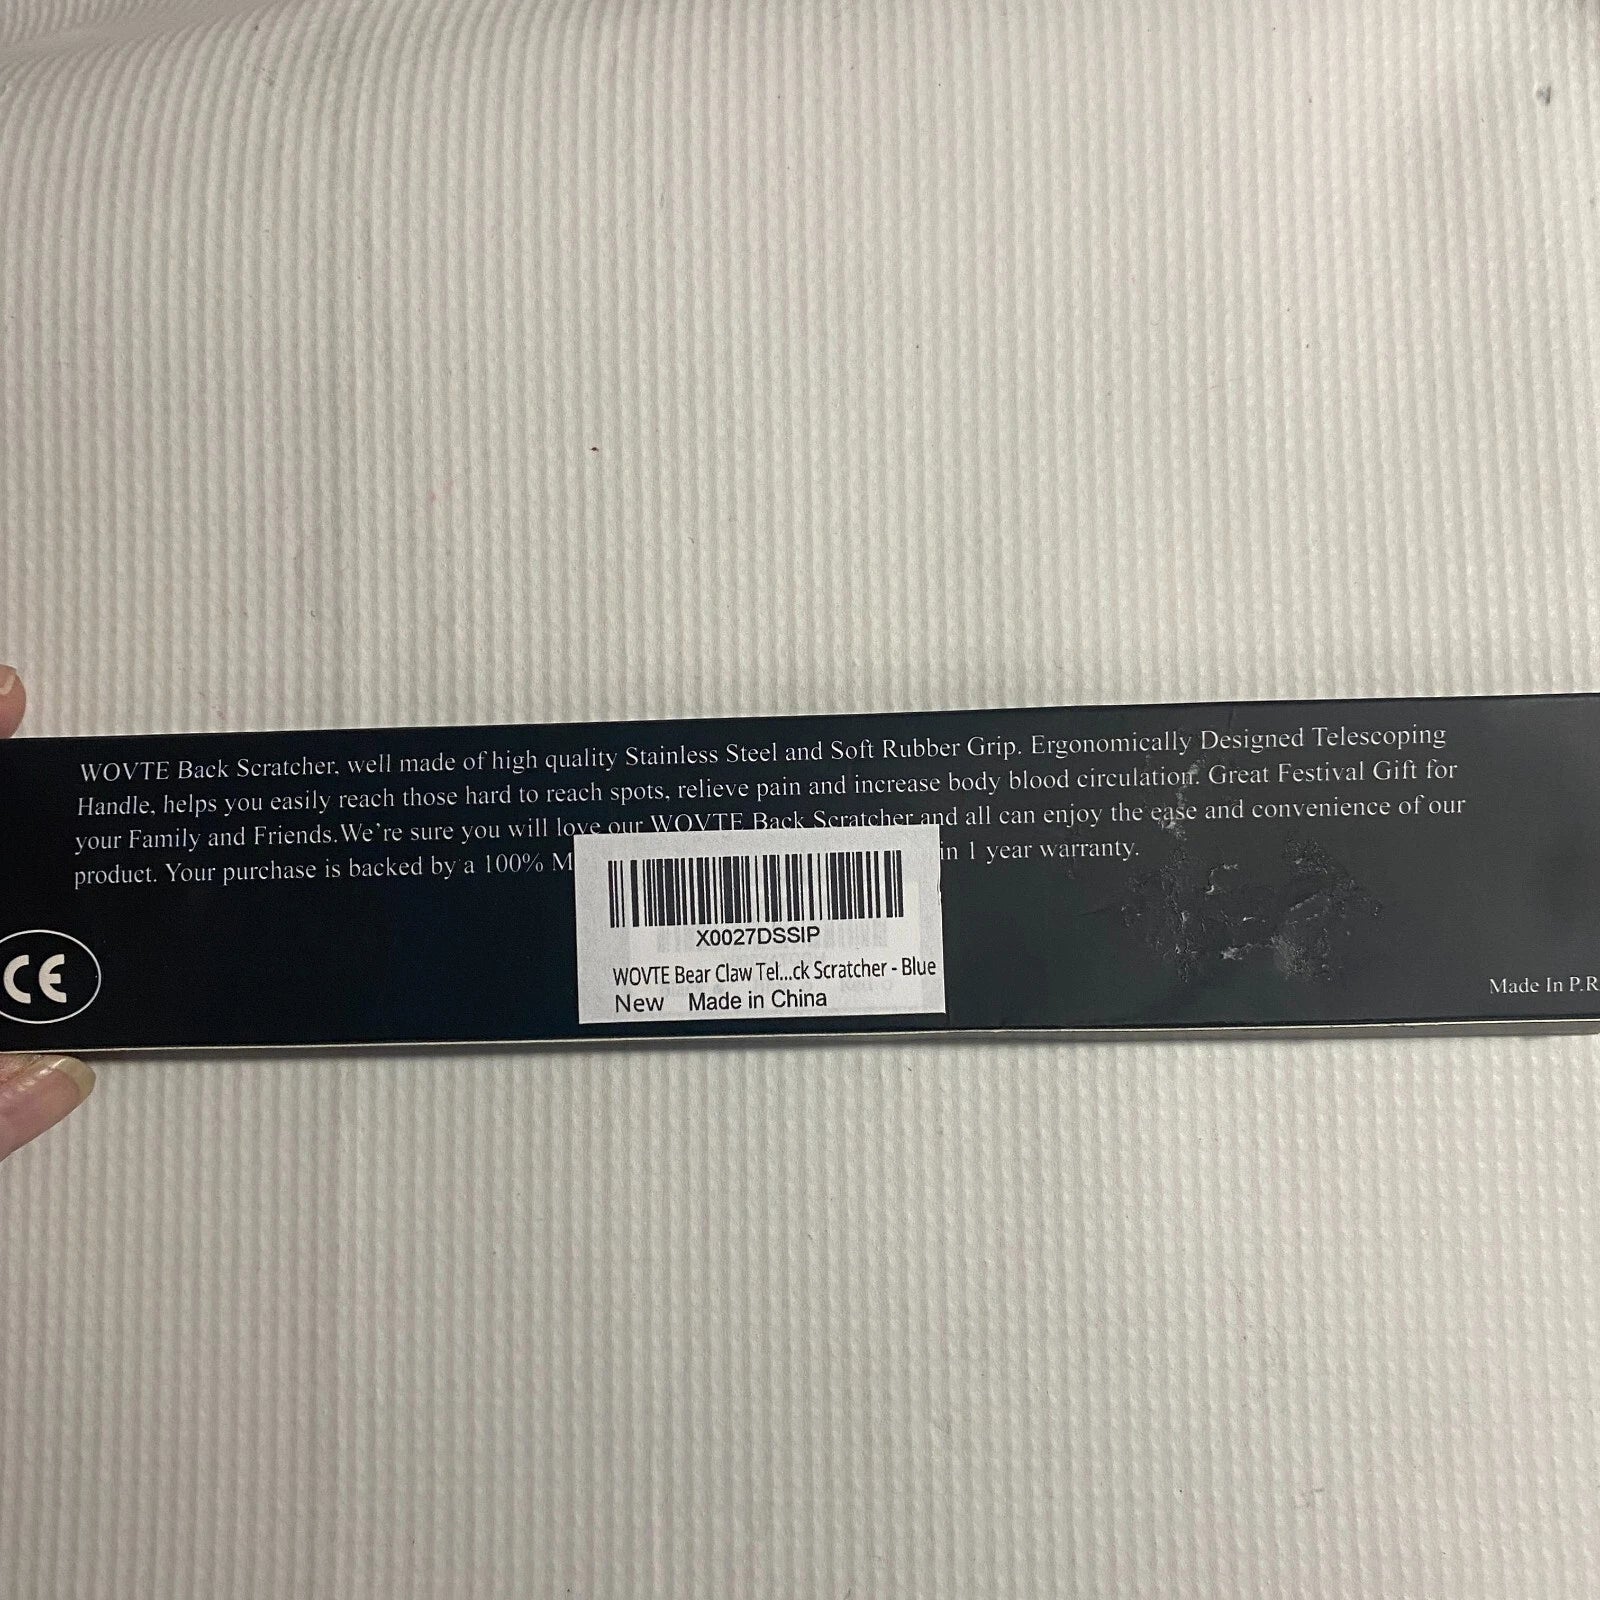 WOVTE Back Scratcher, well made of high quality Stainless Steel and Soft Rubber Grip. Ergonomically Designed Telescoping
Handle, helps you easily reach those hard to reach spots, relieve pain and increase body blood circulation. Great Festival Gift for
your Family and Friends.We're sure you will love our WOVTE Back Scratcher and all can enjoy the ease and convenience of our
product. Your purchase is backed by a 100% M in 1 year warranty.
X0027DSSIP
WOVTE Bear Claw Tel...ck Scratcher - Blue
New Made in China
CE
Made In P.R